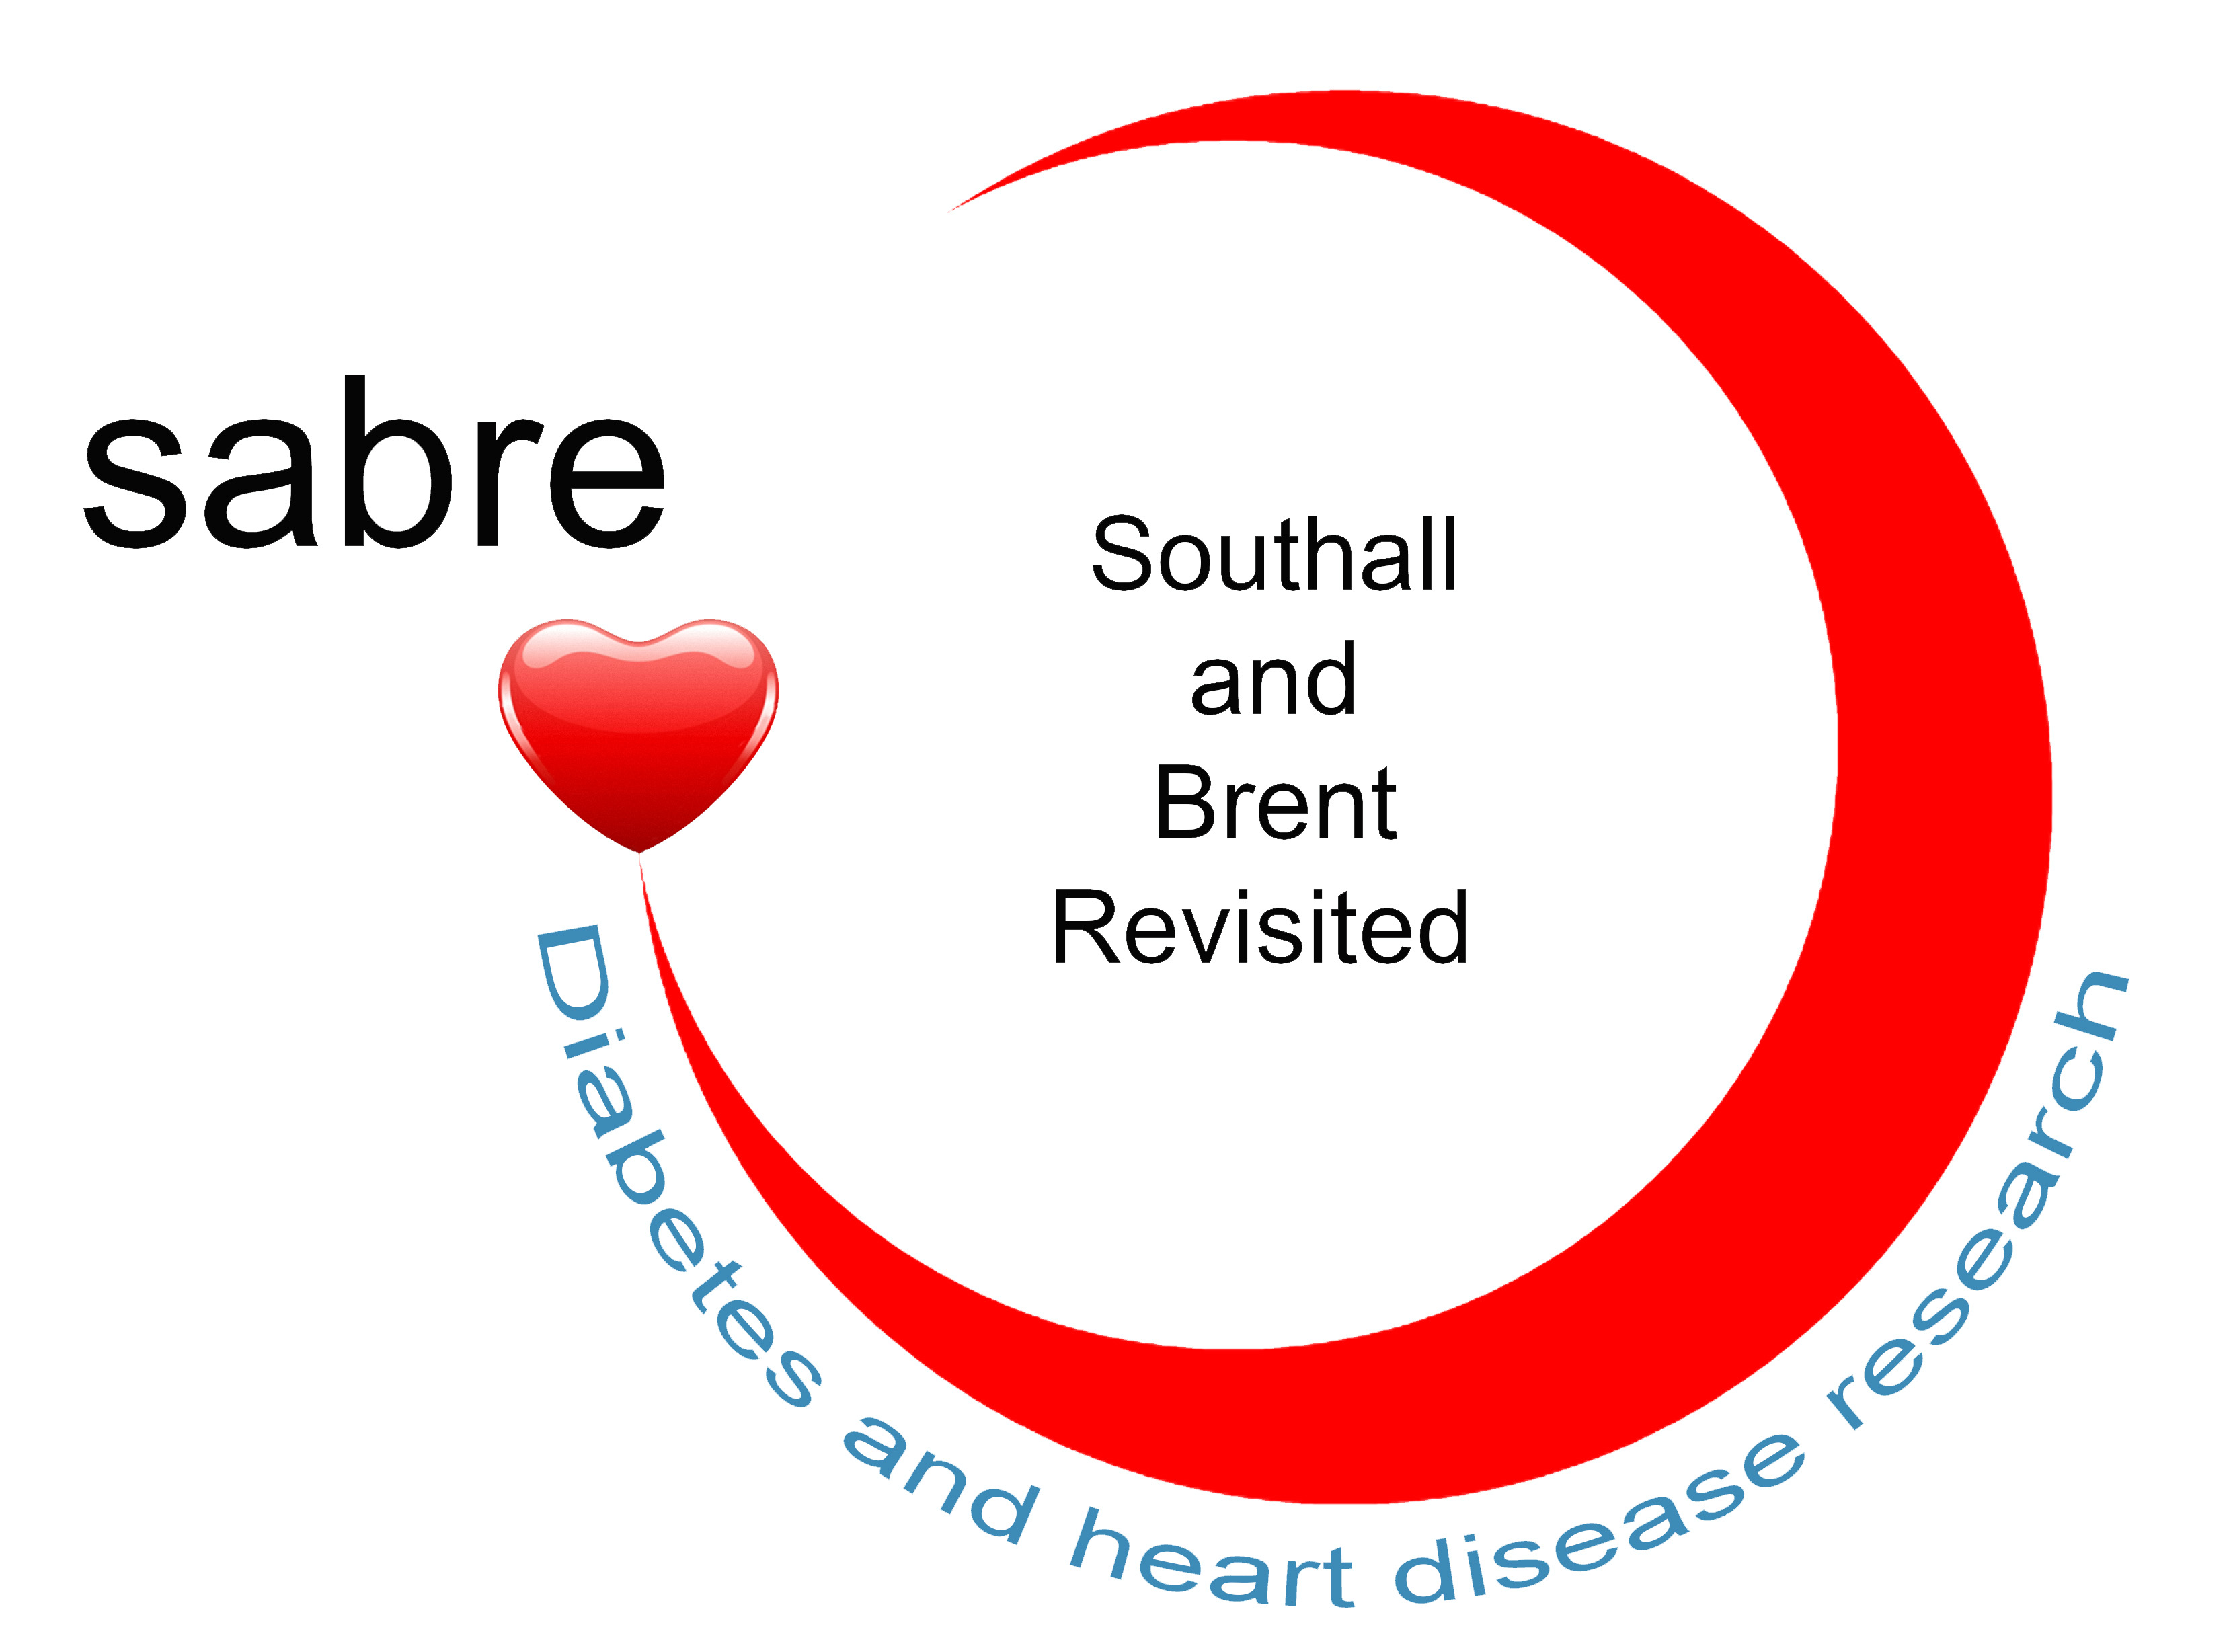 sabre
Southall
and
Brent
Revisited
Diabetes and heart disease research